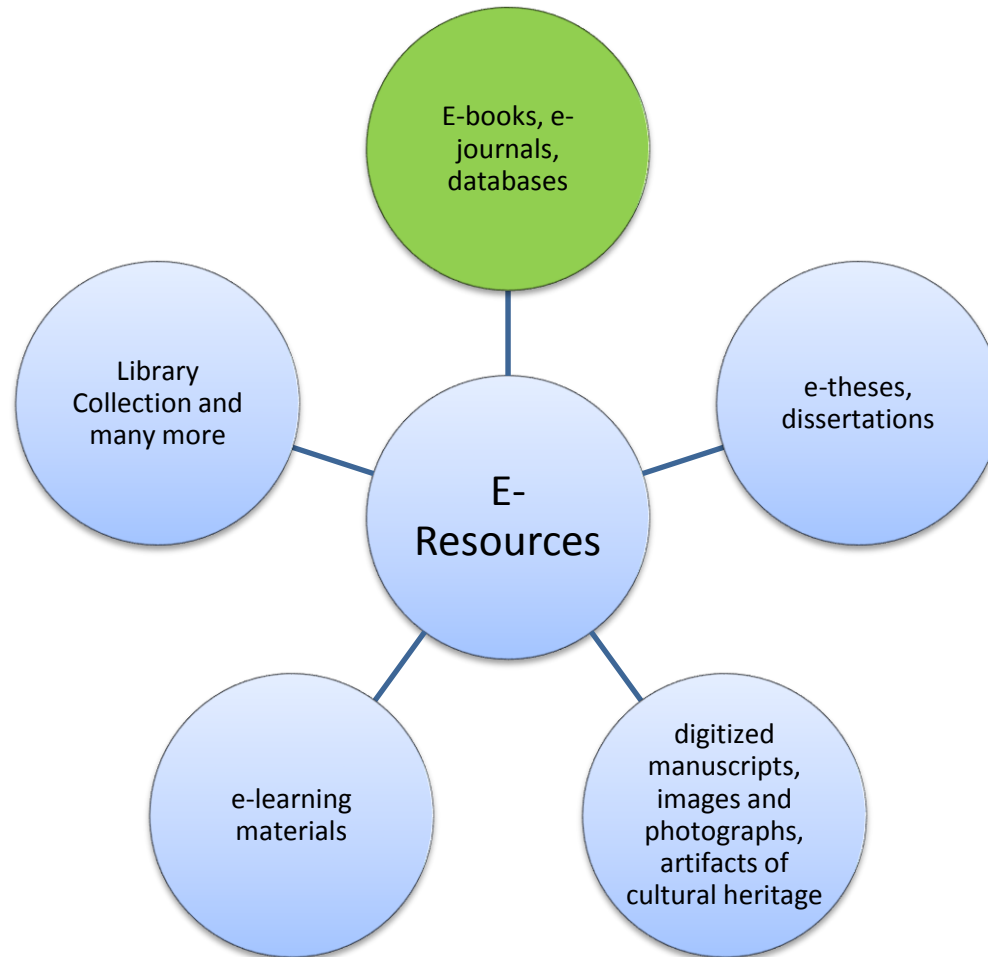 E-books, e-
journals,
databases
Library
Collection and
many more
e-theses,
dissertations
E-
Resources
e-learning
materials
digitized
manuscripts,
images and
photographs,
artifacts of
cultural heritage